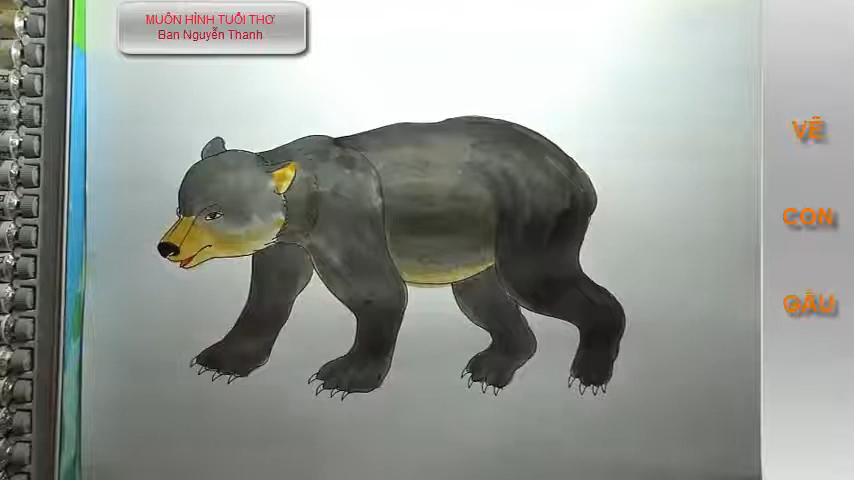 MUÔN HÌNH TUỔI THƠ
Ban Nguyễn Thanh
VẼ
CON
GẤU